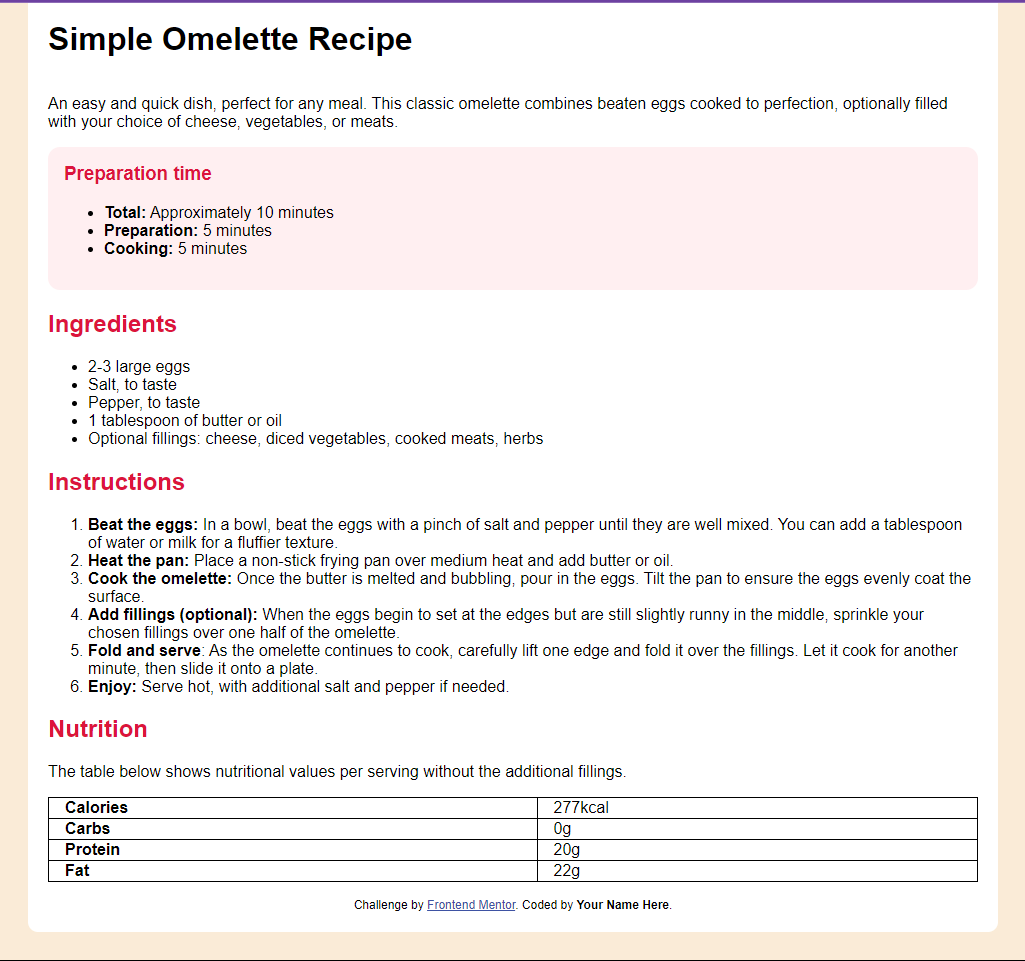 Simple Omelette Recipe
An easy and quick dish, perfect for any meal. This classic omelette combines beaten eggs cooked to perfection, optionally filled
with your choice of cheese, vegetables, or meats.
Preparation time
• Total: Approximately 10 minutes
• Preparation: 5 minutes
• Cooking: 5 minutes
Ingredients
• 2-3 large eggs
• Salt, to taste
• Pepper, to taste
• 1 tablespoon of butter or oil
• Optional fillings: cheese, diced vegetables, cooked meats, herbs
Instructions
1. Beat the eggs: In a bowl, beat the eggs with a pinch of salt and pepper until they are well mixed. You can add a tablespoon
of water or milk for a fluffier texture.
2. Heat the pan: Place a non-stick frying pan over medium heat and add butter or oil.
3. Cook the omelette: Once the butter is melted and bubbling, pour in the eggs. Tilt the pan to ensure the eggs evenly coat the
surface.
4. Add fillings (optional): When the eggs begin to set at the edges but are still slightly runny in the middle, sprinkle your
chosen fillings over one half of the omelette.
5. Fold and serve: As the omelette continues to cook, carefully lift one edge and fold it over the fillings. Let it cook for another
minute, then slide it onto a plate.
6. Enjoy: Serve hot, with additional salt and pepper if needed.
Nutrition
The table below shows nutritional values per serving without the additional fillings.
Calories 277kcal
Carbs 0g
Protein 20g
Fat 22g
Challenge by Frontend Mentor. Coded by Your Name Here.